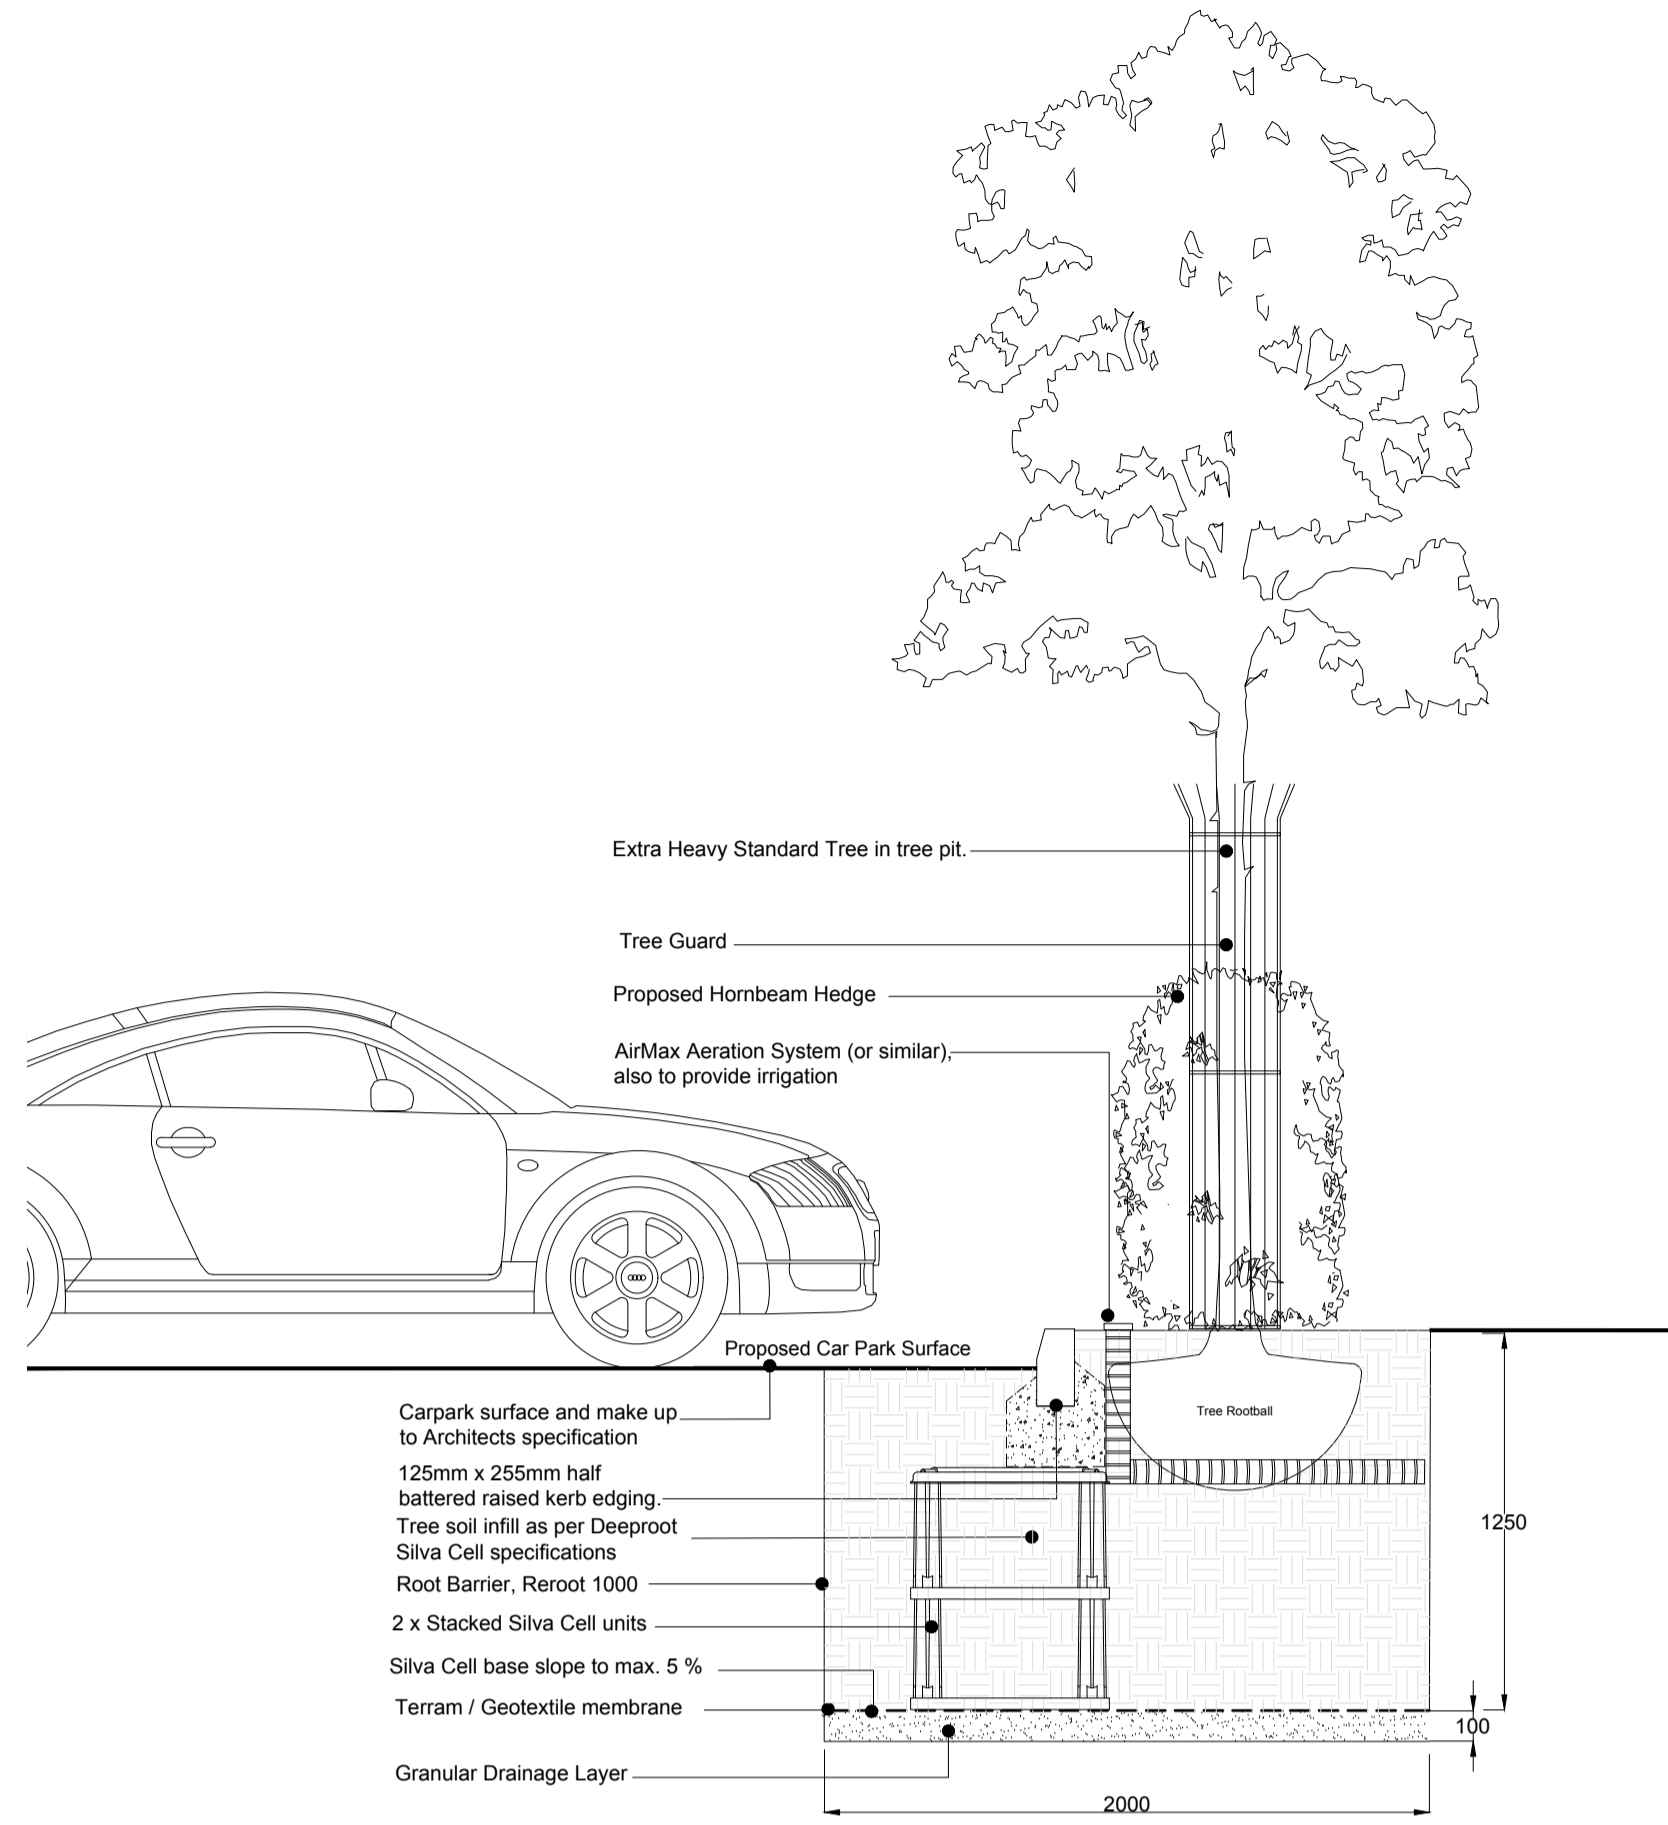 Extra Heavy Standard Tree in tree pit.
Tree Guard
Proposed Hornbeam Hedge
AirMax Aeration System (or similar),
also to provide irrigation
Proposed Car Park Surface
Carpark surface and make up
to Architects specification
Tree Rootball
125mm x 255mm half
battered raised kerb edging.
Tree soil infill as per Deeproot
Silva Cell specifications
1250
Root Barrier, Reroot 1000
2 x Stacked Silva Cell units
Silva Cell base slope to max. 5 %
Terram / Geotextile membrane
100
Granular Drainage Layer
2000